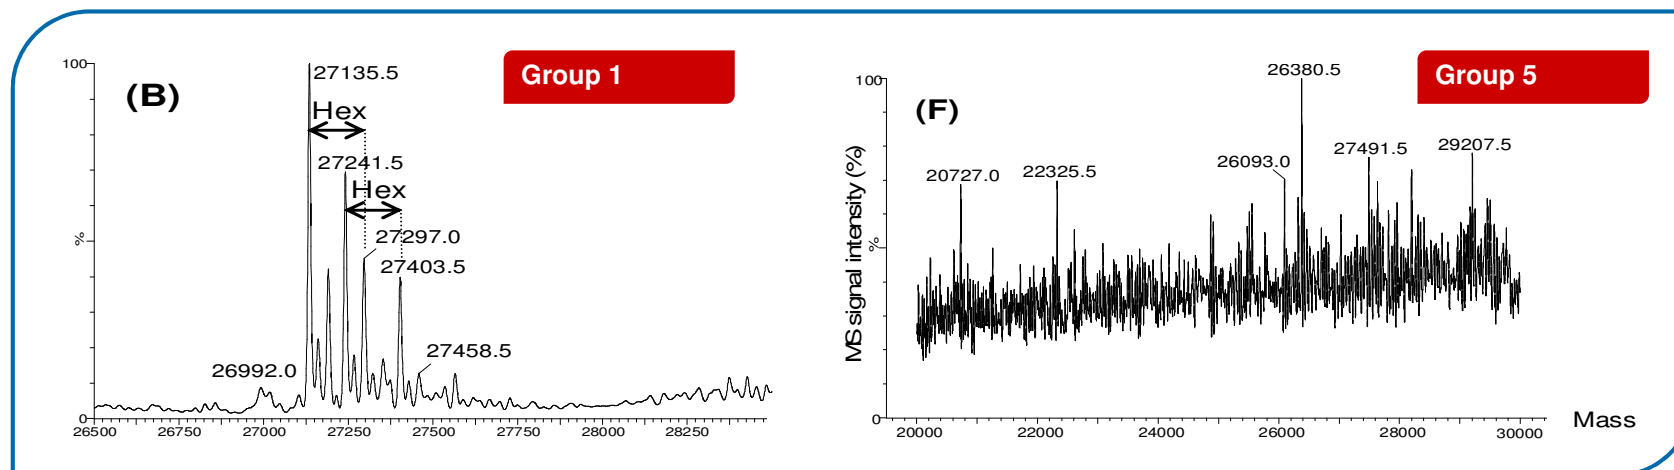 Group 1
(B)
100
27135.5
Hex
27241.5
Hex
27297.0
27403.5
27458.5
26992.0
%
0
26500 26750 27000 27250 27500 27750 28000 28250
Group 5
(F)
100
26380.5
29207.5
27491.5
26093.0
22325.5
20727.0
MS signal intensity (%)
%
0
20000 22000 24000 26000 28000 30000
Mass